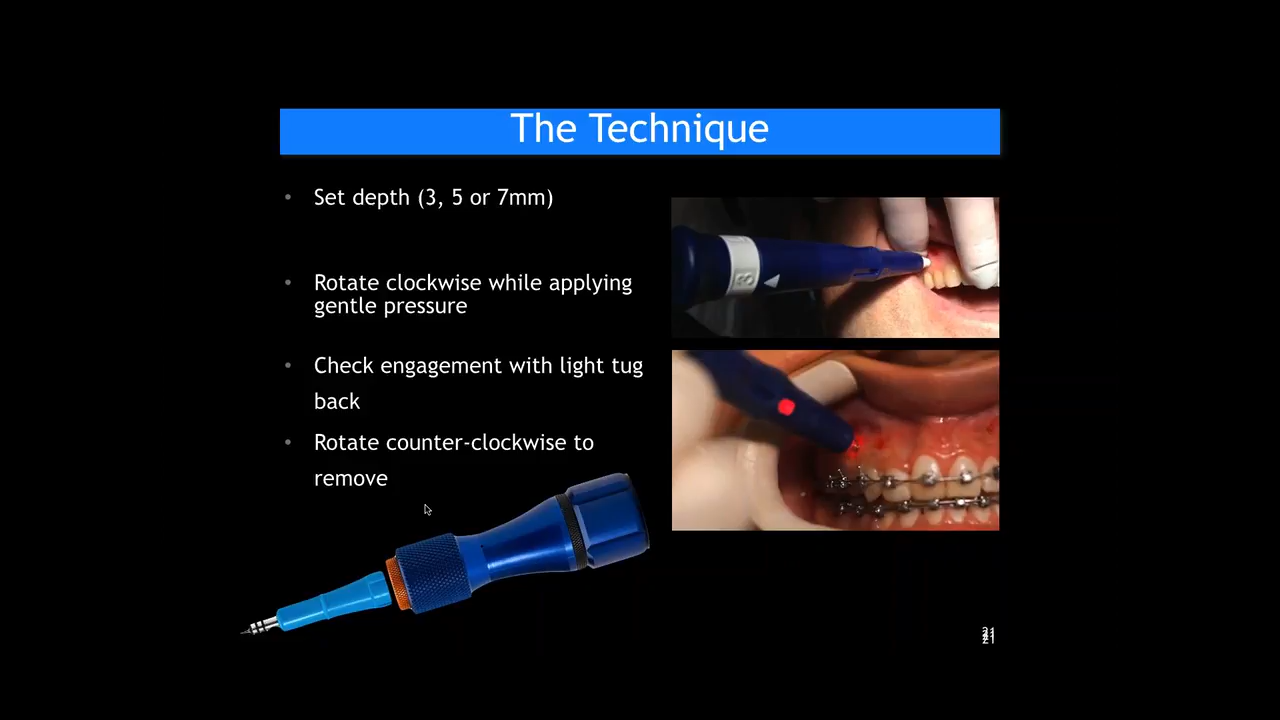 The Technique
• Set depth (3, 5 or 7mm)
• Rotate clockwise while applying
gentle pressure
• Check engagement with light tug
back
• Rotate counter-clockwise to
remove